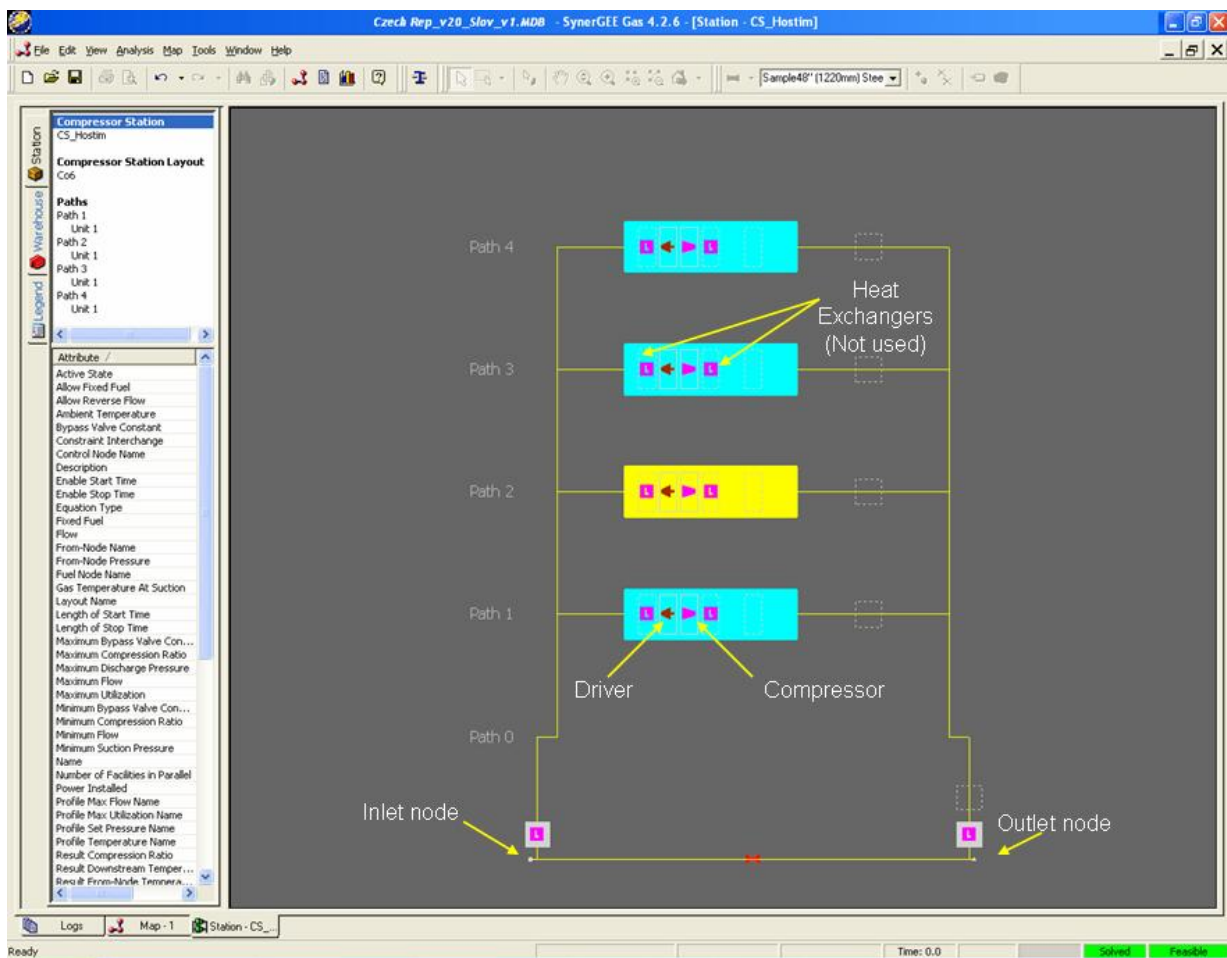 Czech Rep_v20_Slov_v1.MDB - SynerGEE Gas 4.2.6 - [Station - CS_Hostim]
File Edit View Analysis Map Tools Window Help
Sample48" (1220mm) Stee
Station
Warehouse
Legend
Compressor Station
CS_Hostim
Compressor Station Layout
Co6
Paths
Path 1
Unit 1
Path 2
Unit 1
Path 3
Unit 1
Path 4
Unit 1
Attribute /
Active State
Allow Fixed Fuel
Allow Reverse Flow
Ambient Temperature
Bypass Valve Constant
Constraint Interchange
Control Node Name
Description
Enable Start Time
Enable Stop Time
Equation Type
Fixed Fuel
Flow
From-Node Name
From-Node Pressure
Fuel Node Name
Gas Temperature At Suction
Layout Name
Length of Start Time
Length of Stop Time
Maximum Bypass Valve Con...
Maximum Compression Ratio
Maximum Discharge Pressure
Maximum Flow
Maximum Utilization
Minimum Bypass Valve Con...
Minimum Compression Ratio
Minimum Flow
Minimum Suction Pressure
Name
Number of Facilities in Parallel
Power Installed
Profile Max Flow Name
Profile Max Utilization Name
Profile Set Pressure Name
Profile Temperature Name
Result Compression Ratio
Result Downstream Temper...
Result From-Node Tempera...
Path 4
L L
Heat
Exchangers
(Not used)
Path 3
L L
Path 2
L L
Path 1
L L
Driver
Compressor
Path 0
Inlet node
L
L
Outlet node
Logs Map - 1 Station - CS_...
Ready Time: 0.0 Solved Feasible